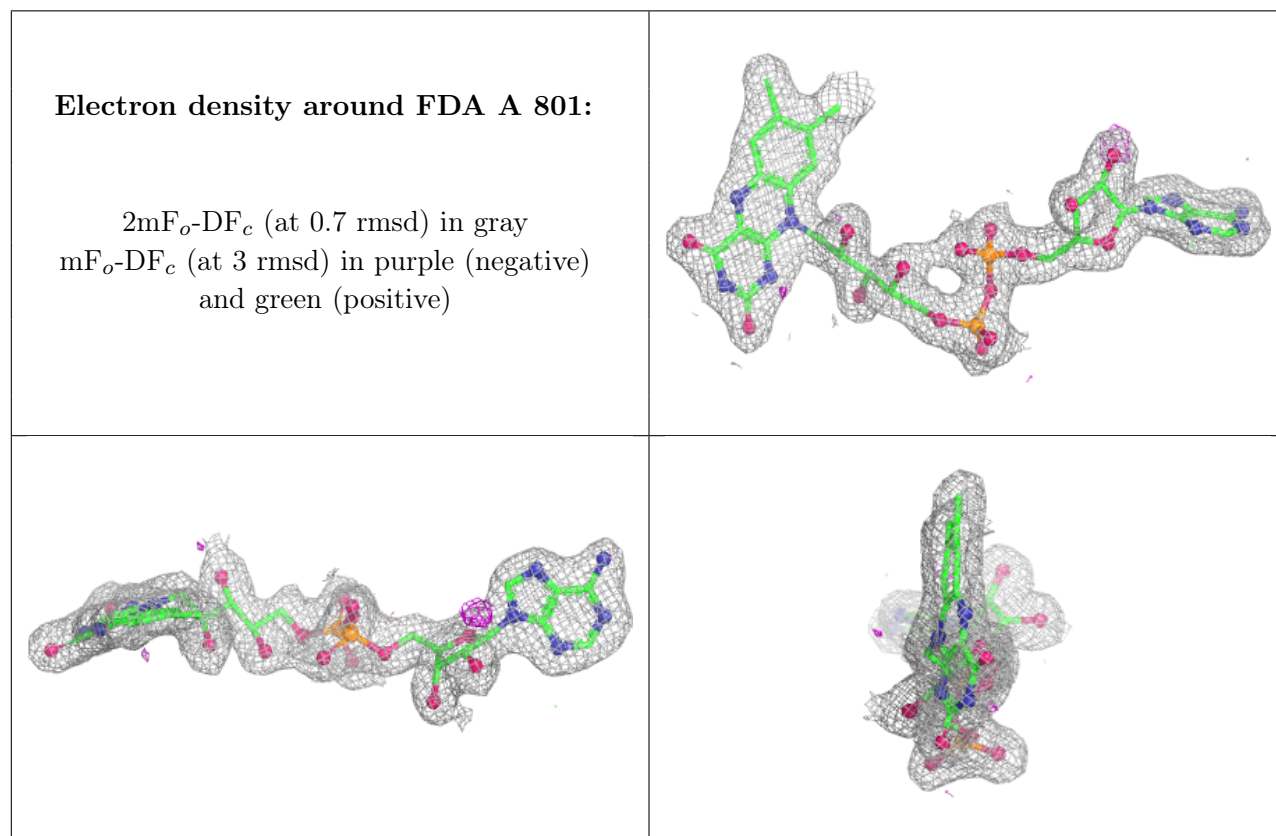 Electron density around FDA A 801:
2mFo-DFc (at 0.7 rmsd) in gray
mFo-DFc (at 3 rmsd) in purple (negative)
and green (positive)